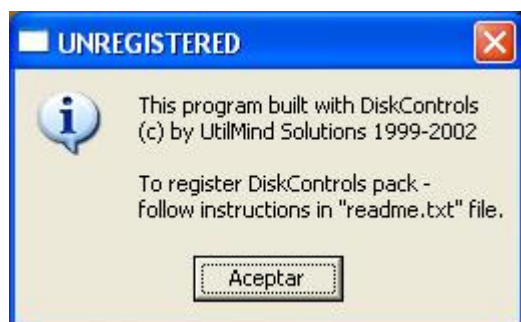 UNREGISTERED
This program built with DiskControls
(c) by UtilMind Solutions 1999-2002
To register DiskControls pack -
follow instructions in "readme.txt" file.
Aceptar